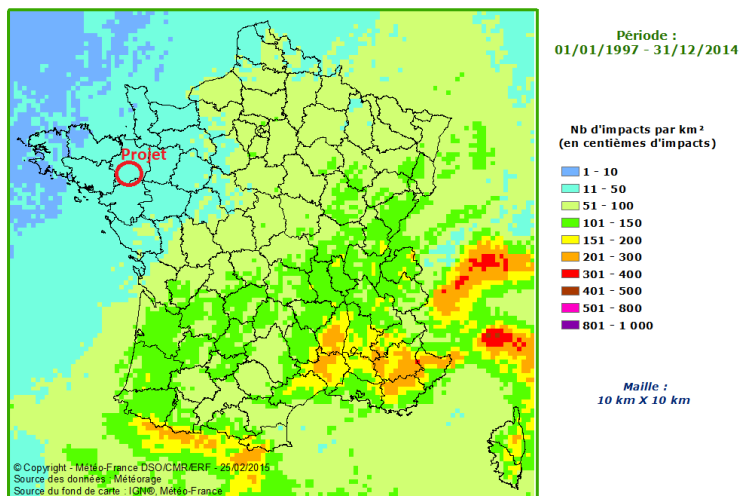 Période :
01/01/1997 - 31/12/2014
Projet
Nb d'impacts par km²
(en centièmes d'impacts)
1 - 10
11 - 50
51 - 100
101 - 150
151 - 200
201 - 300
301 - 400
401 - 500
501 - 800
801 - 1 000
Maille :
10 km X 10 km
© Copyright - Météo-France DSO/CMR/ERF - 25/02/2015
Source des données : Météorage
Source du fond de carte : IGN®, Météo-France